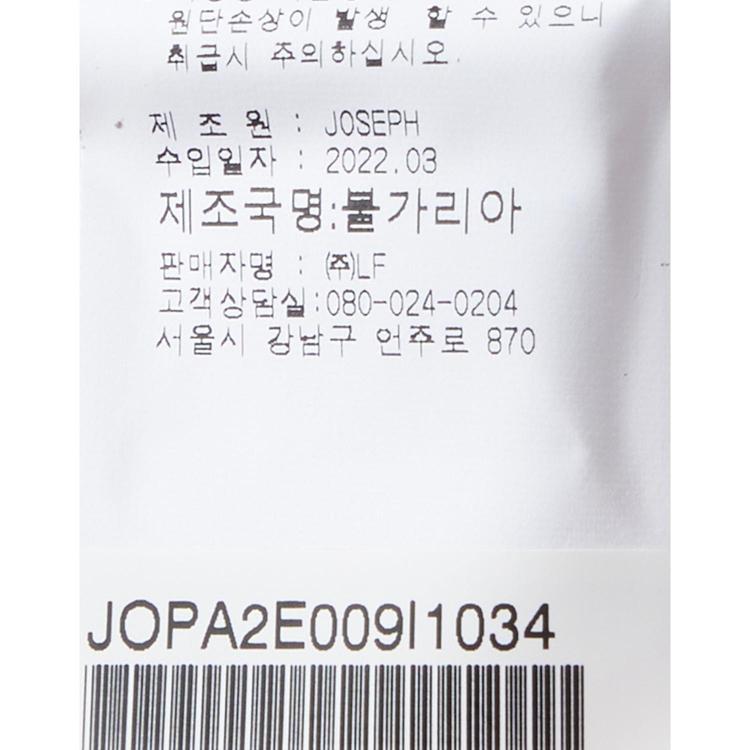 원단손상이 발생 할 수 있으니
취급시 주의하십시오.
제 조 원 : JOSEPH
수입일자 : 2022.03
제조국명:불가리아
판매자명 : ㈜LF
고객상담실:080-024-0204
서울시 강남구 언주로 870
JOPA2E009I1034